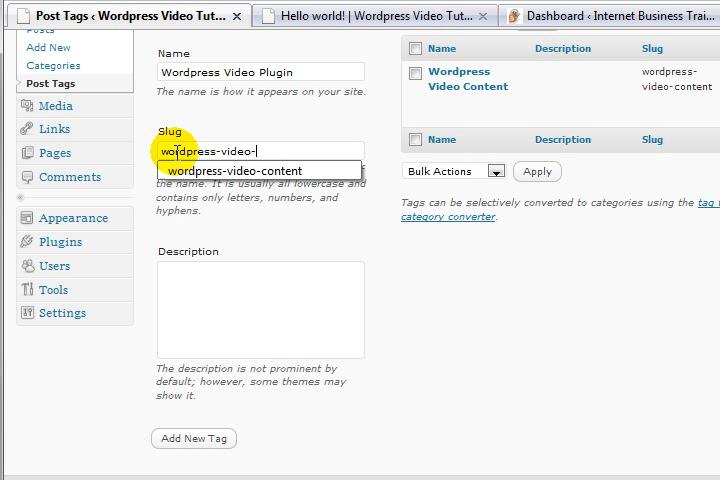 Post Tags ‹ Wordpress Video Tut...
Hello world! | Wordpress Video Tut...
Dashboard ‹ Internet Business Trai...
Posts
Add New
Categories
Post Tags
Media
Links
Pages
Comments
Appearance
Plugins
Users
Tools
Settings
Name
Wordpress Video Plugin
The name is how it appears on your site.
Slug
wordpress-video-
wordpress-video-content
the name. It is usually all lowercase and
contains only letters, numbers, and
hyphens.
Description
The description is not prominent by
default; however, some themes may
show it.
Add New Tag
Name Description Slug
Wordpress
Video Content
wordpress-
video-content
Name Description Slug
Bulk Actions Apply
Tags can be selectively converted to categories using the tag
category converter.